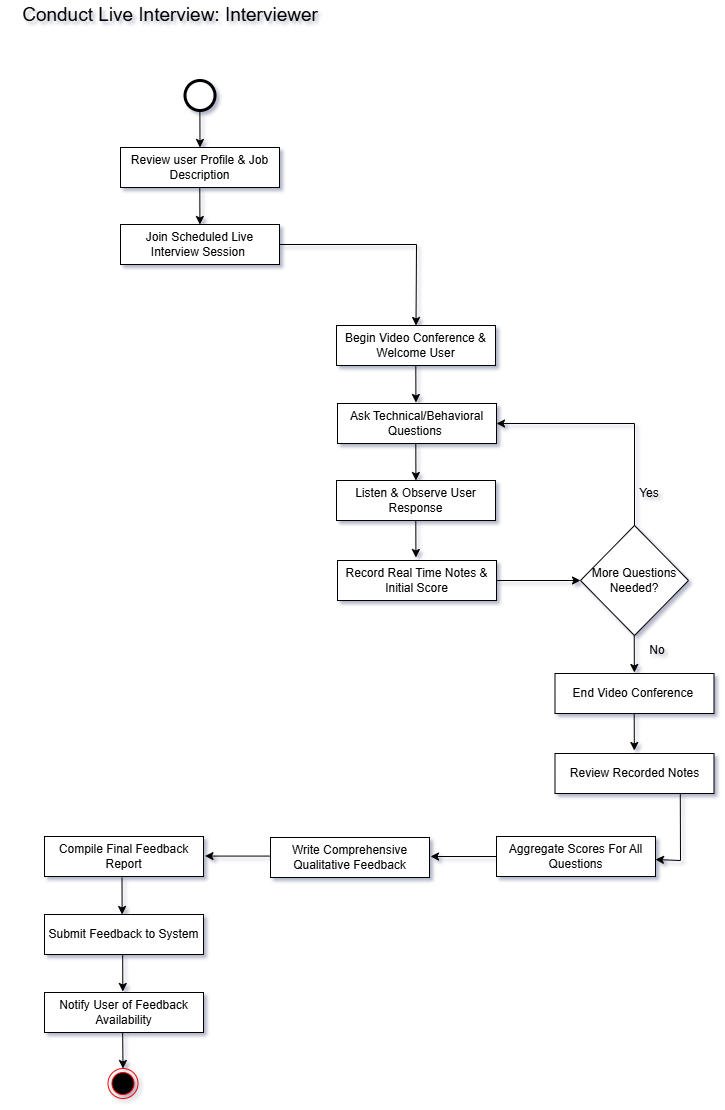 Conduct Live Interview: Interviewer
Review user Profile & Job
Description
Join Scheduled Live
Interview Session
Begin Video Conference &
Welcome User
Ask Technical/Behavioral
Questions
Yes
Listen & Observe User
Response
Record Real Time Notes &
Initial Score
More Questions
Needed?
No
End Video Conference
Review Recorded Notes
Aggregate Scores For All
Questions
Write Comprehensive
Qualitative Feedback
Compile Final Feedback
Report
Submit Feedback to System
Notify User of Feedback
Availability